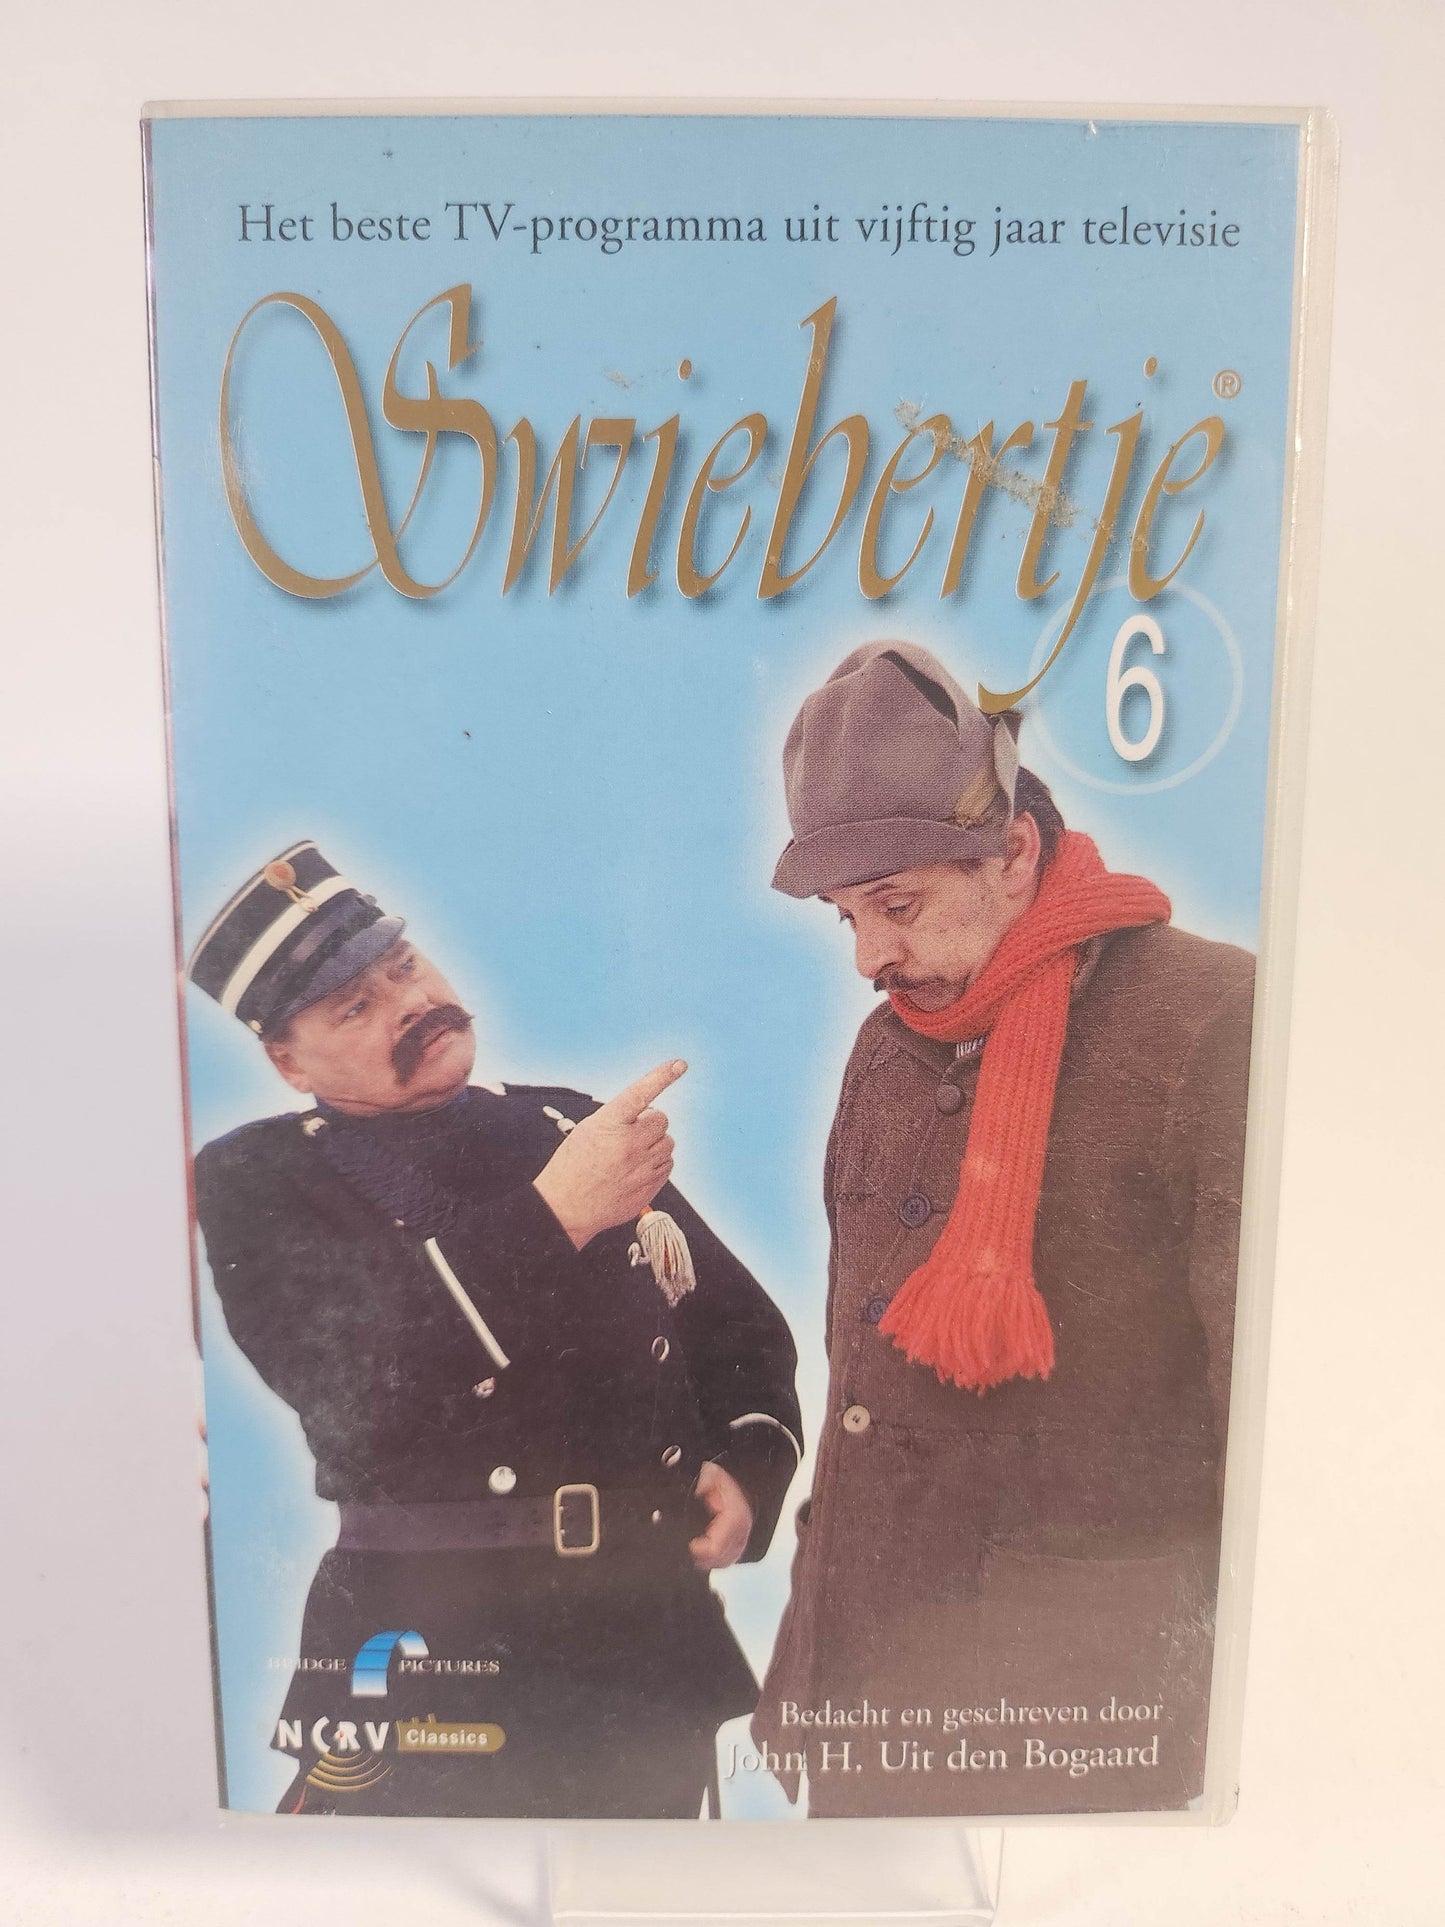 Het beste TV-programma uit vijftig jaar televisie
Swiebertje®
6
BRIDGE PICTURES
NCRV Classics
Bedacht en geschreven door
John H. Uit den Bogaard